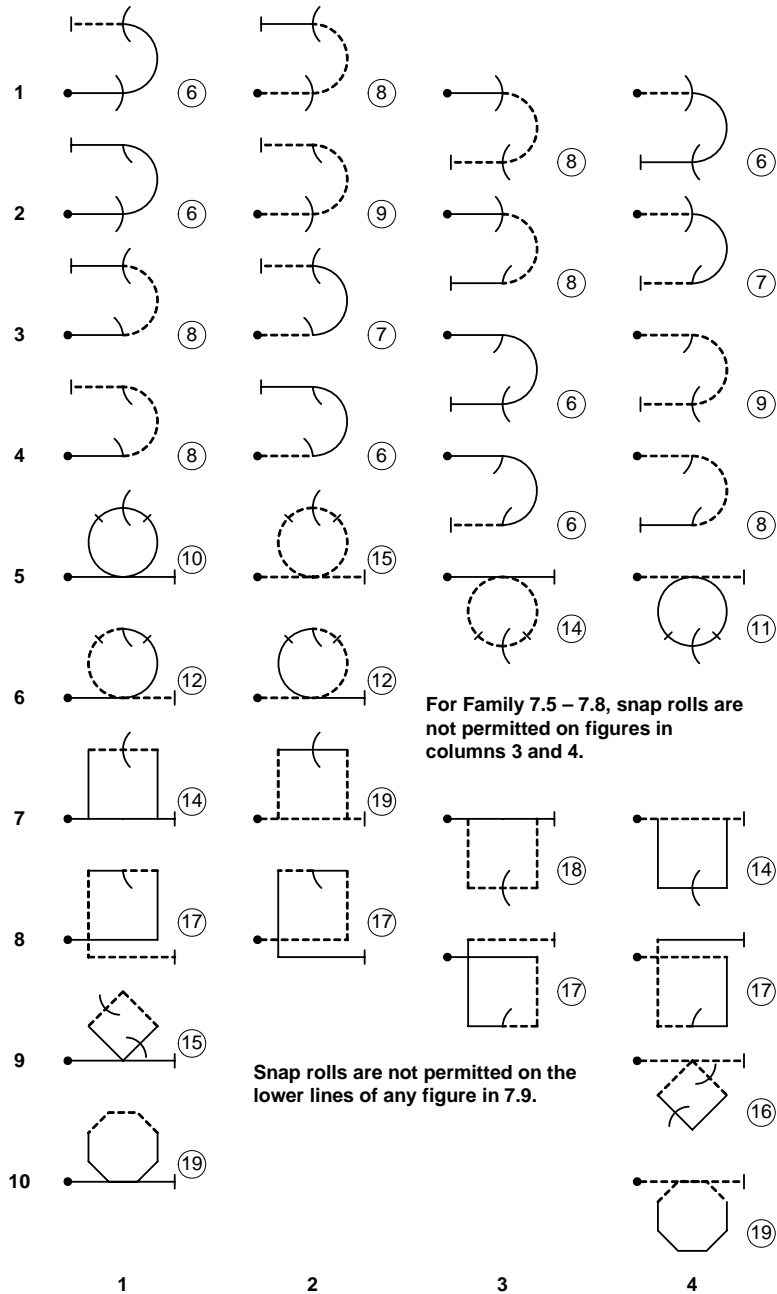 6 8
1
8 6
2 6 9
8 7
3 8 7
6 9
4 8 6
6 8
10 15
5
14 11
12 12
6
For Family 7.5 – 7.8, snap rolls are
not permitted on figures in
columns 3 and 4.
14 19
7
18 14
17 17
8
17 17
15
9
Snap rolls are not permitted on the
lower lines of any figure in 7.9.
16
19
10
19
1 2 3 4